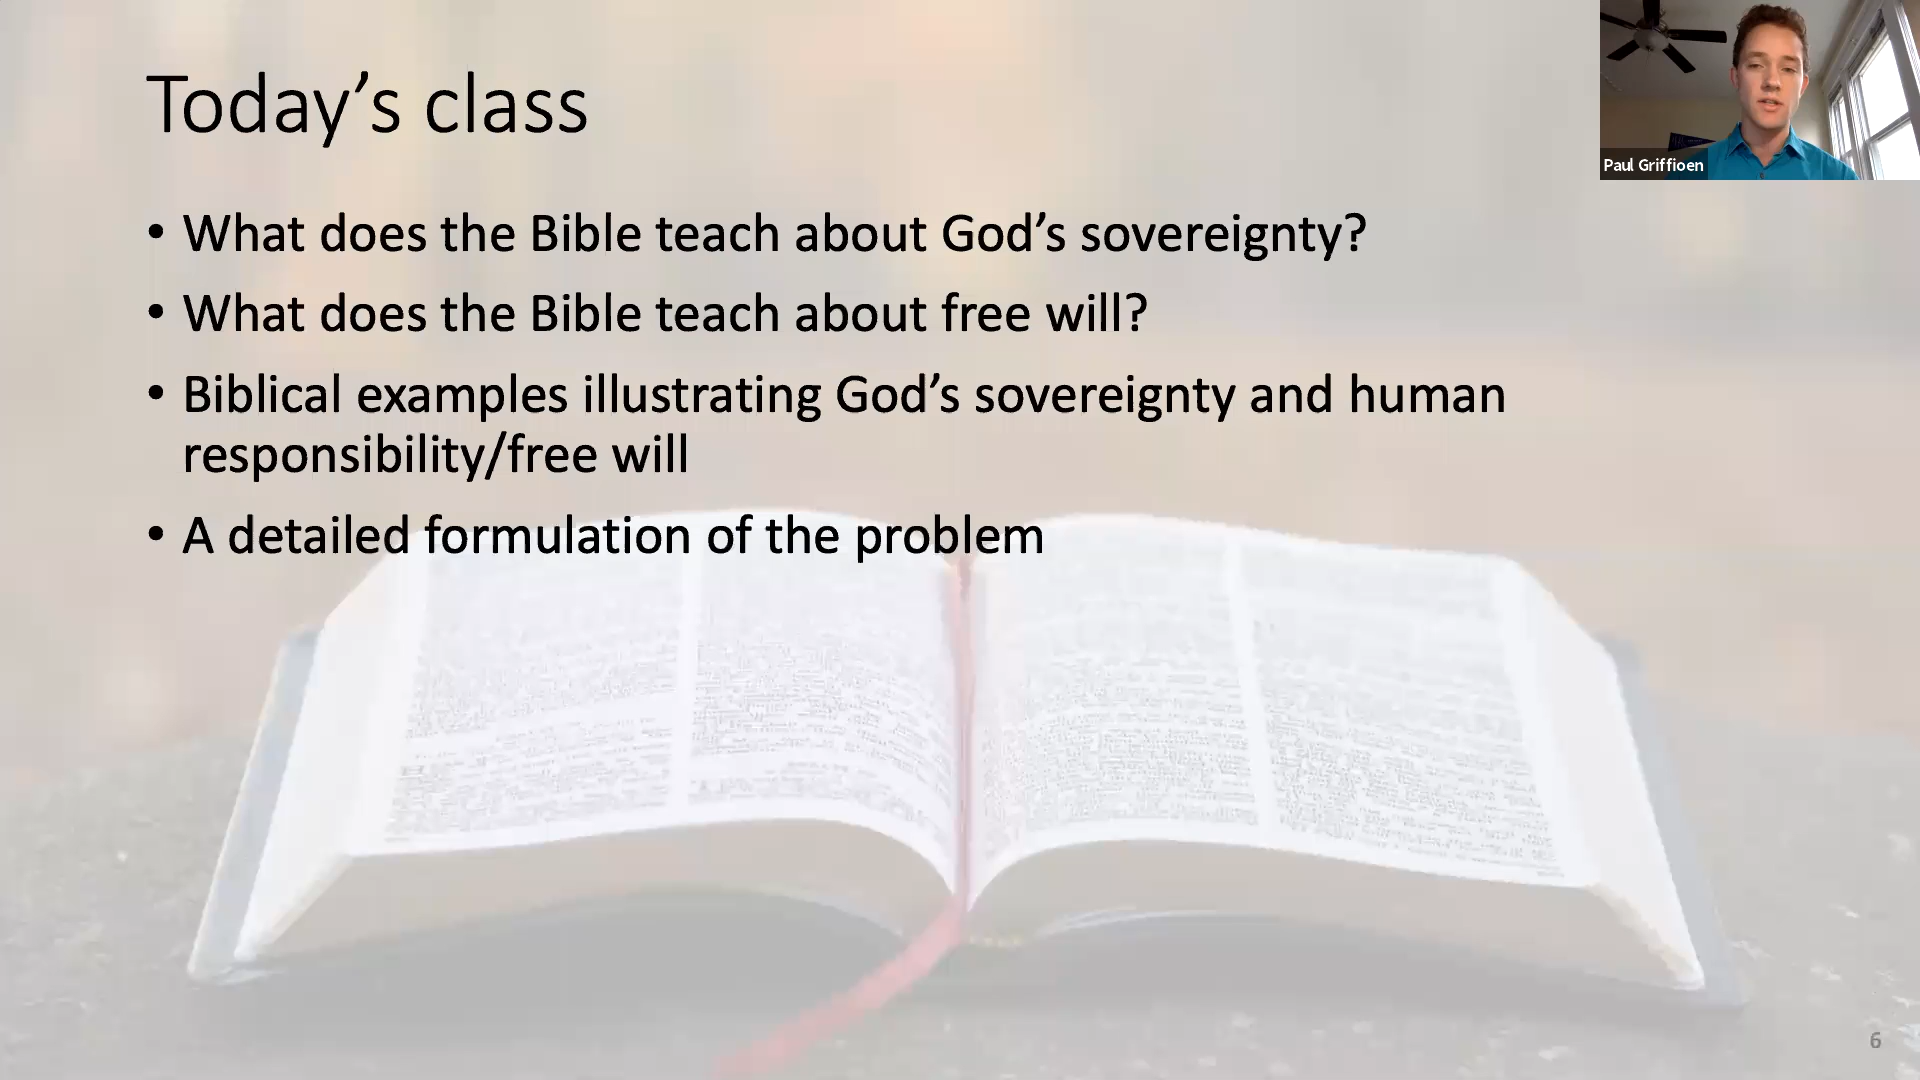 Today’s class
• What does the Bible teach about God’s sovereignty?
• What does the Bible teach about free will?
• Biblical examples illustrating God’s sovereignty and human
responsibility/free will
• A detailed formulation of the problem
Paul Griffioen
6